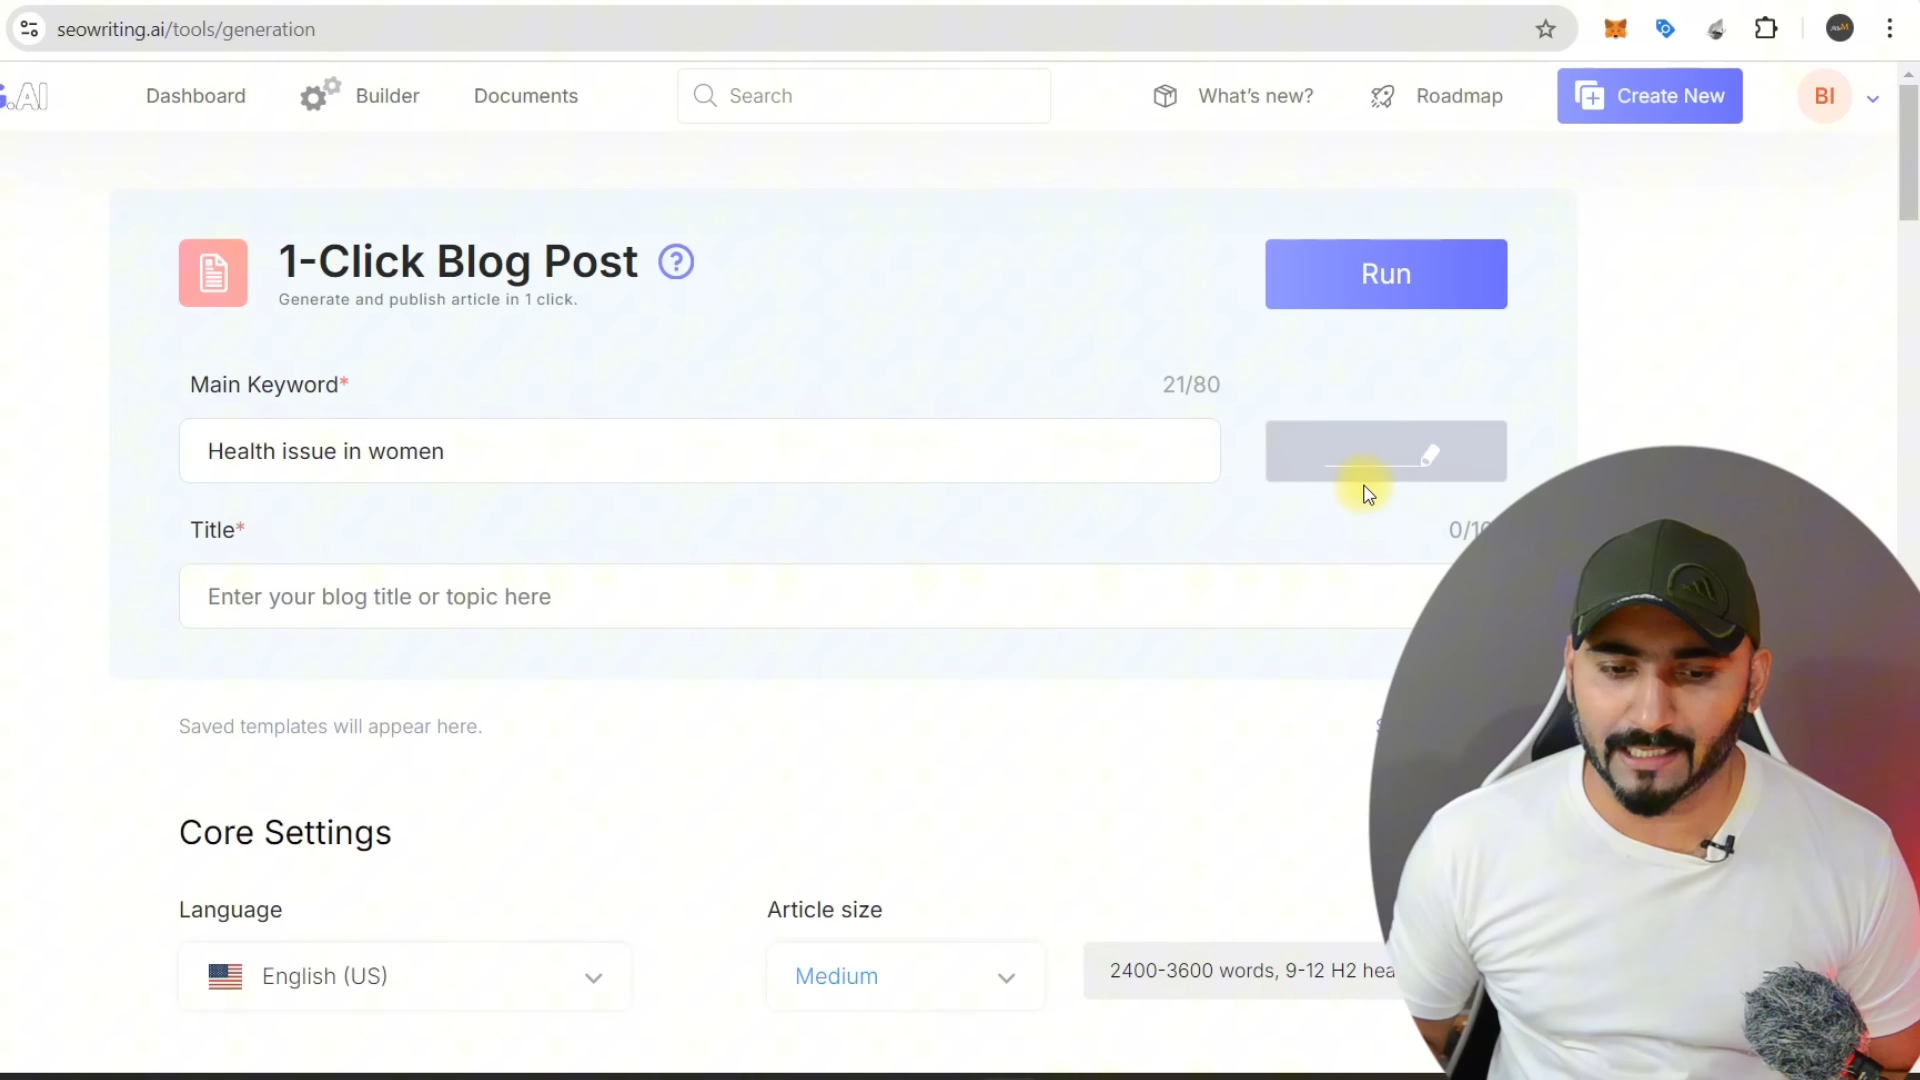 seowriting.ai/tools/generation
.AI
Dashboard
Builder
Documents
Search
What's new?
Roadmap
Create New
BI
1-Click Blog Post ?
Generate and publish article in 1 click.
Run
Main Keyword*
21/80
Health issue in women
Title*
Enter your blog title or topic here
Saved templates will appear here.
Core Settings
Language
Article size
English (US)
Medium
2400-3600 words, 9-12 H2